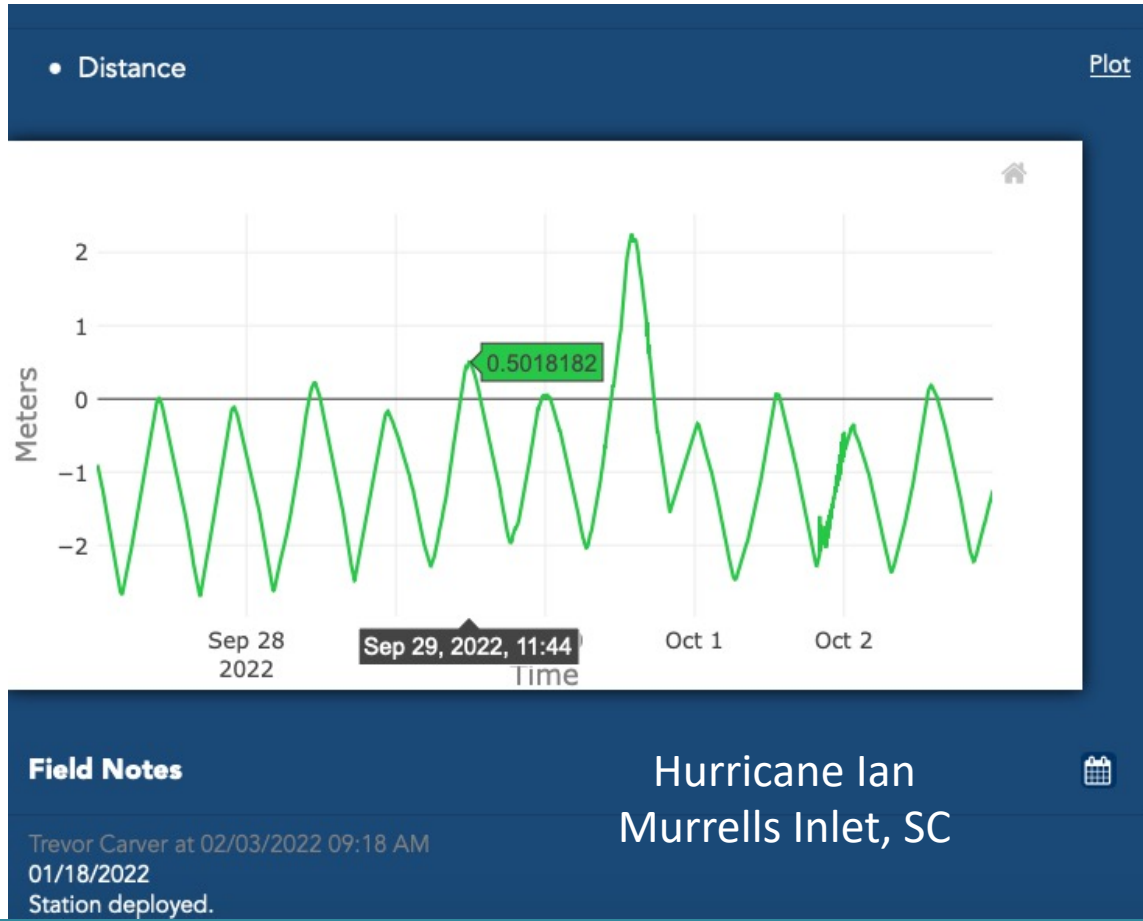 • Distance
Plot
2
1
0
−1
−2
Meters
0.5018182
Sep 28
2022
Sep 29, 2022, 11:44
Oct 1
Oct 2
Time
Field Notes
Hurricane Ian
Murrells Inlet, SC
Trevor Carver at 02/03/2022 09:18 AM
01/18/2022
Station deployed.